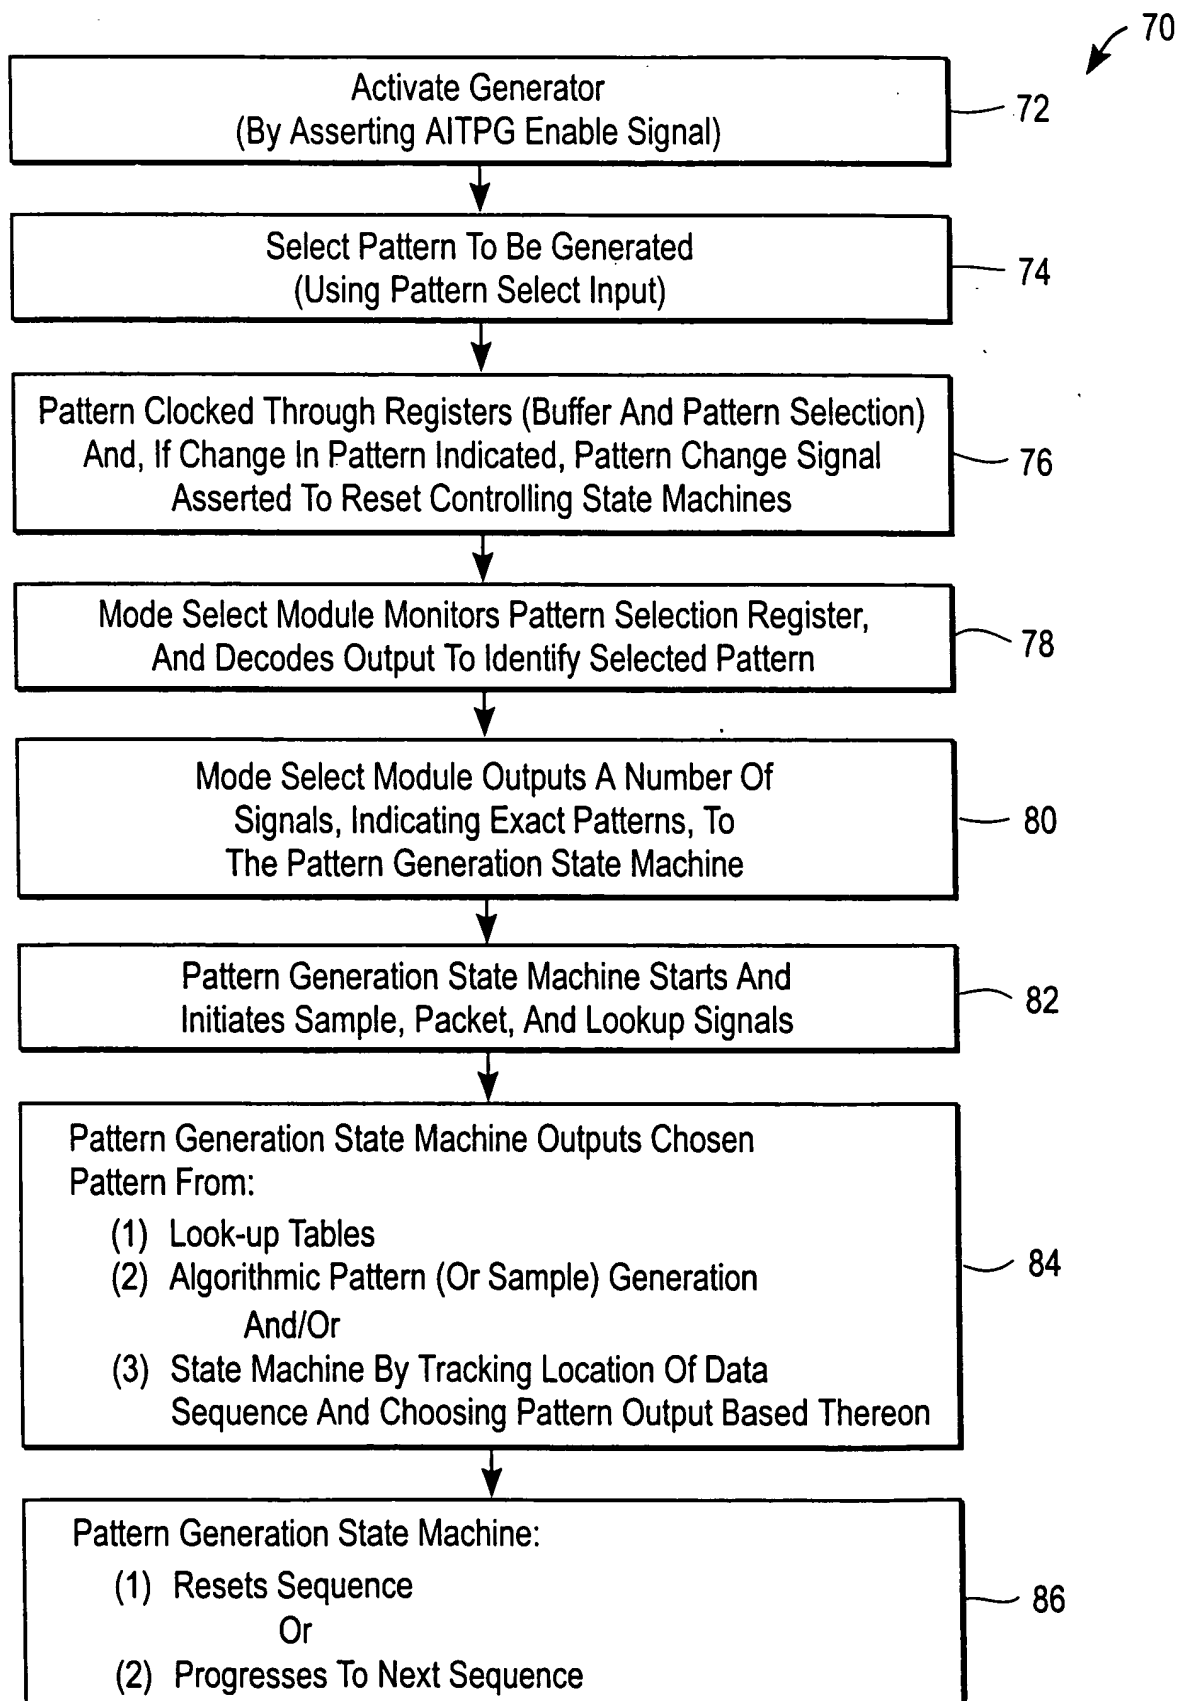 70
Activate Generator
(By Asserting AITPG Enable Signal)
72
Select Pattern To Be Generated
(Using Pattern Select Input)
74
Pattern Clocked Through Registers (Buffer And Pattern Selection)
And, If Change In Pattern Indicated, Pattern Change Signal
Asserted To Reset Controlling State Machines
76
Mode Select Module Monitors Pattern Selection Register,
And Decodes Output To Identify Selected Pattern
78
Mode Select Module Outputs A Number Of
Signals, Indicating Exact Patterns, To
The Pattern Generation State Machine
80
Pattern Generation State Machine Starts And
Initiates Sample, Packet, And Lookup Signals
82
Pattern Generation State Machine Outputs Chosen
Pattern From:
(1) Look-up Tables
(2) Algorithmic Pattern (Or Sample) Generation
And/Or
(3) State Machine By Tracking Location Of Data
Sequence And Choosing Pattern Output Based Thereon
84
Pattern Generation State Machine:
(1) Resets Sequence
Or
(2) Progresses To Next Sequence
86